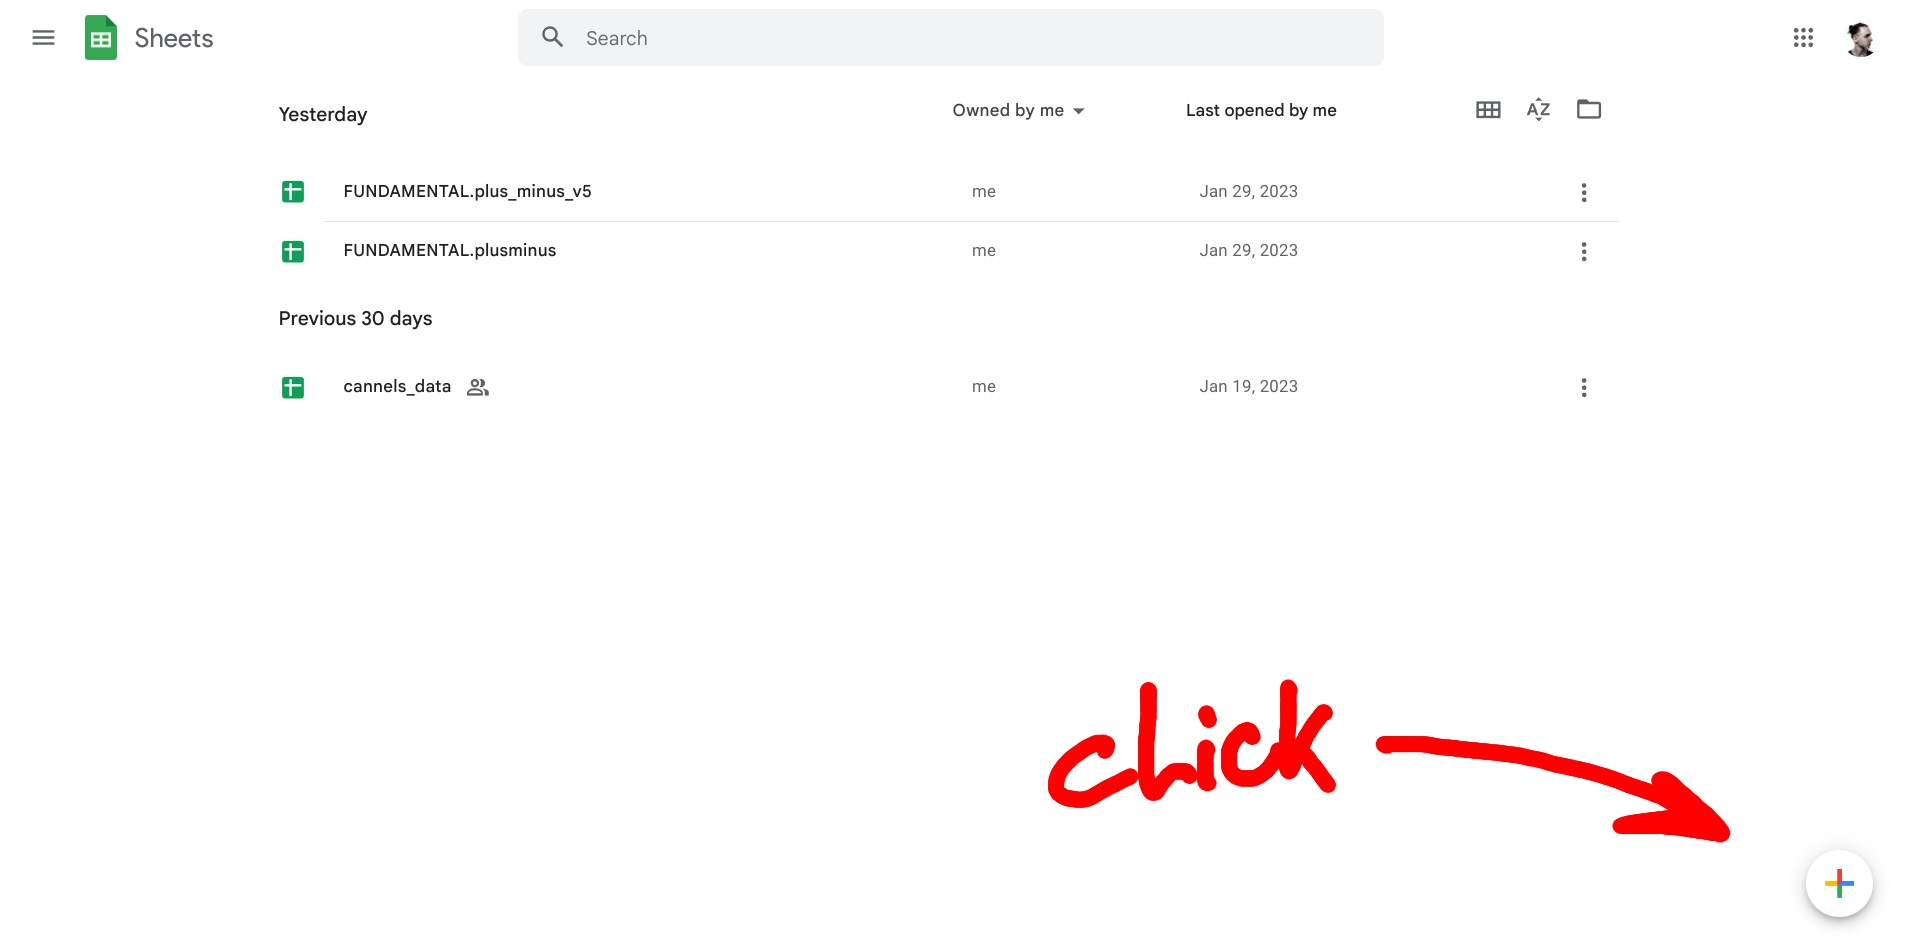 Sheets
Search
Yesterday
Owned by me
Last opened by me
AZ
FUNDAMENTAL.plus_minus_v5
me
Jan 29, 2023
FUNDAMENTAL.plusminus
me
Jan 29, 2023
Previous 30 days
cannels_data
me
Jan 19, 2023
click